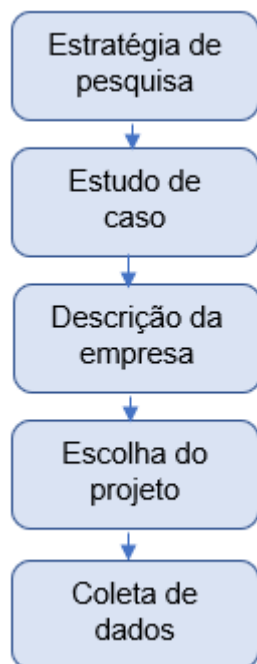 Estratégia de
pesquisa
Estudo de
caso
Descrição da
empresa
Escolha do
projeto
Coleta de
dados